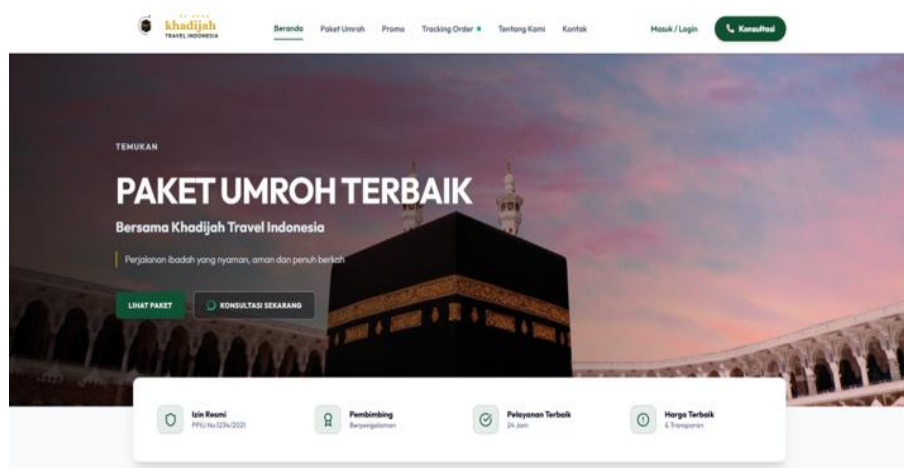 khadijah
TRAVEL INDONESIA
Beranda
Paket Umroh
Promo
Tracking Order
Tentang Kami
Kontak
Masuk / Login
Konsultasi
TEMUKAN
PAKET UMROH TERBAIK
Bersama Khadijah Travel Indonesia
Perjalanan ibadah yang nyaman, aman dan penuh berkah
LIHAT PAKET
KONSULTASI SEKARANG
Izin Resmi
PPIU No.1234/2021
Pembimbing
Berpengalaman
Pelayanan Terbaik
24 Jam
Harga Terbaik
& Transparan